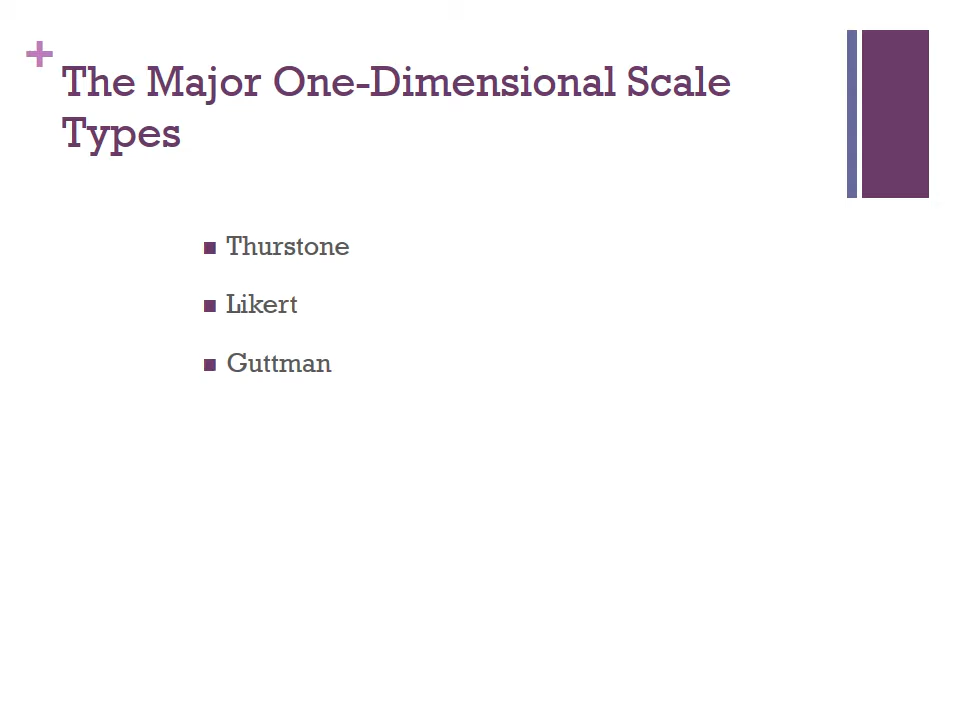 +
The Major One-Dimensional Scale
Types
■ Thurstone
■ Likert
■ Guttman